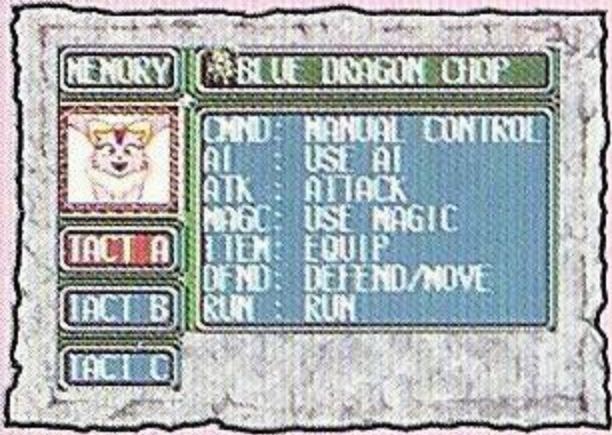 MEMORY
BLUE DRAGON CHOP
CMND: MANUAL CONTROL
AI : USE AI
ATK : ATTACK
MAGC: USE MAGIC
ITEM: EQUIP
DFND: DEFEND/MOVE
RUN : RUN
TACT A
TACT B
TACT C